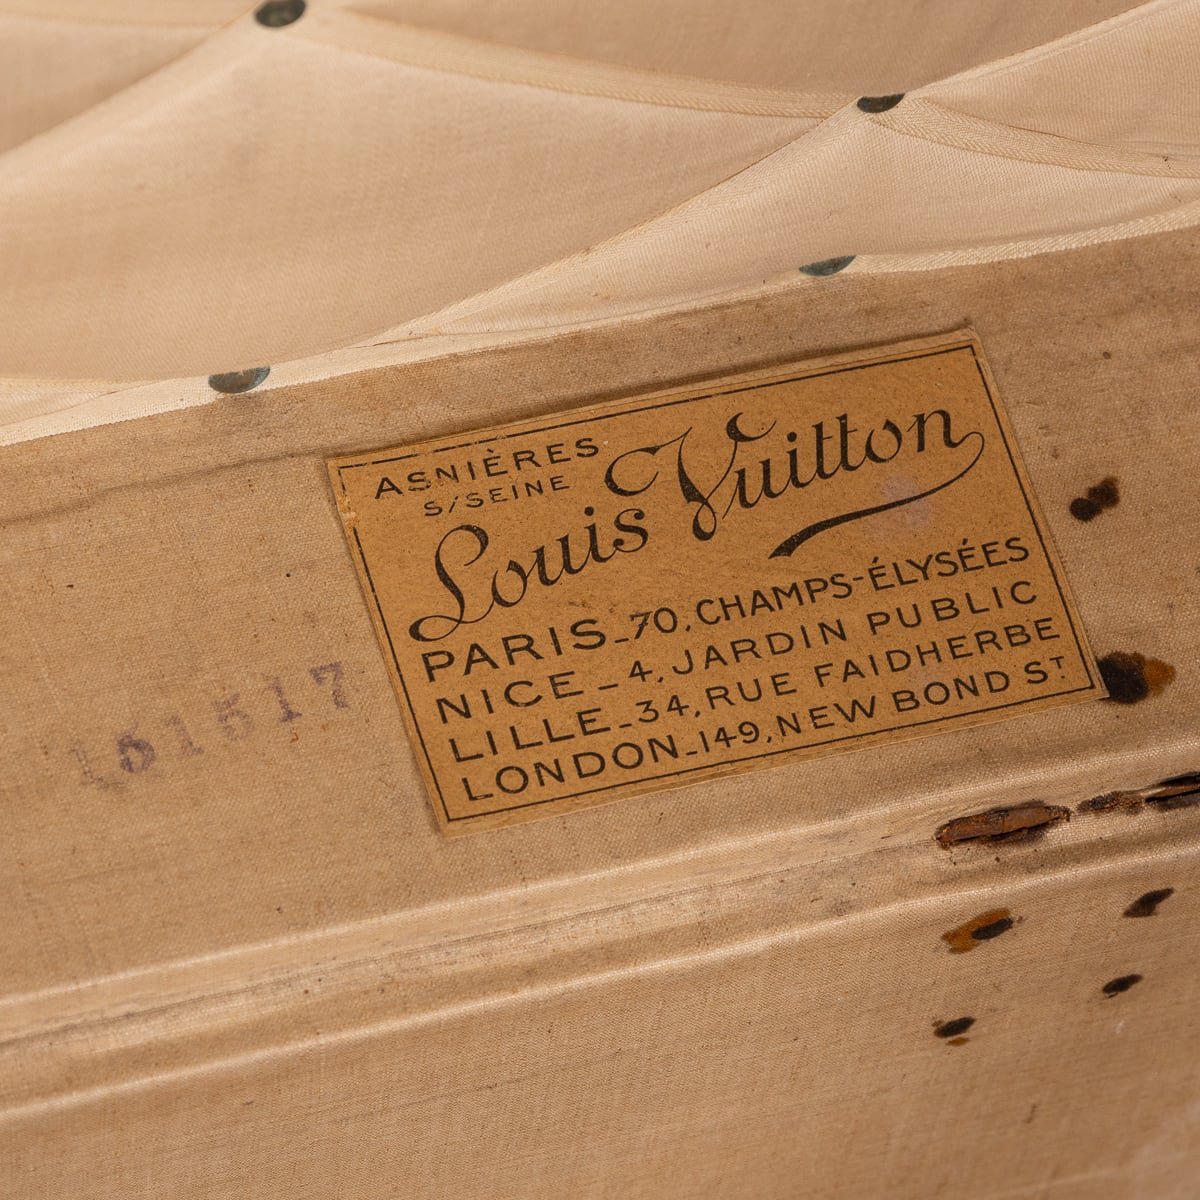 ASNIÈRES
S/SEINE
Louis Vuitton
PARIS_70, CHAMPS-ÉLYSÉES
NICE_4, JARDIN PUBLIC
LILLE_34, RUE FAIDHERBE
LONDON_149, NEW BOND ST
151517